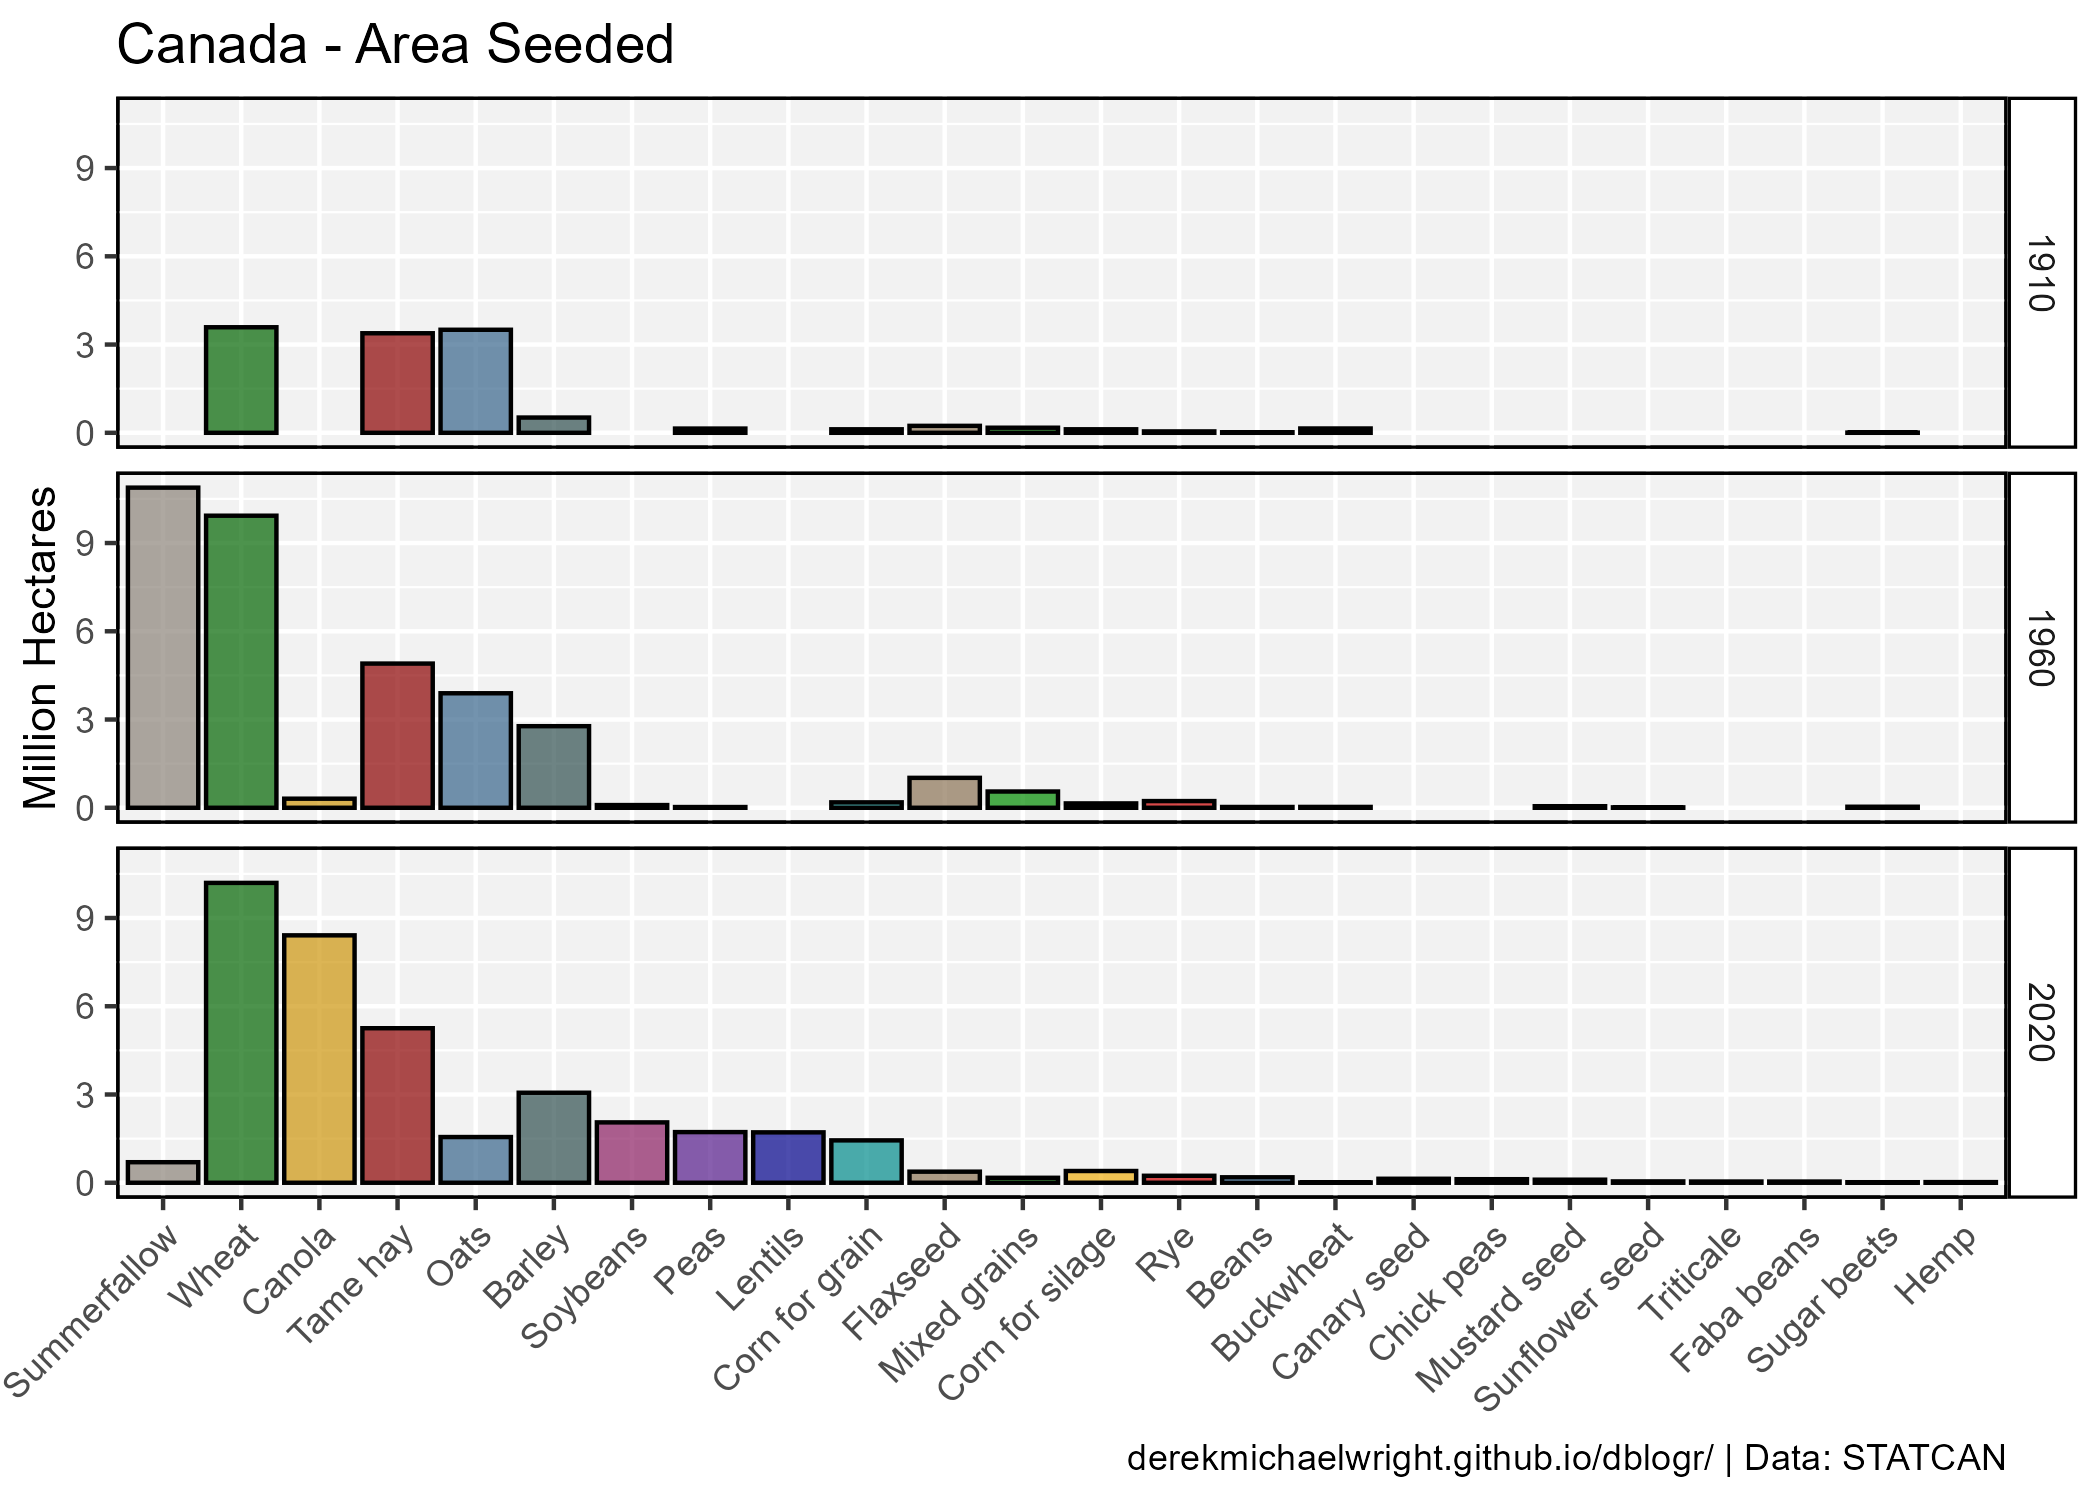 Canada - Area Seeded
Million Hectares
9
6
3
0
1910
9
6
3
0
1960
9
6
3
0
2020
Summerfallow
Wheat
Canola
Tame hay
Oats
Barley
Soybeans
Peas
Lentils
Corn for grain
Flaxseed
Mixed grains
Corn for silage
Rye
Beans
Buckwheat
Canary seed
Chick peas
Mustard seed
Sunflower seed
Triticale
Faba beans
Sugar beets
Hemp
derekmichaelwright.github.io/dblogr/ | Data: STATCAN